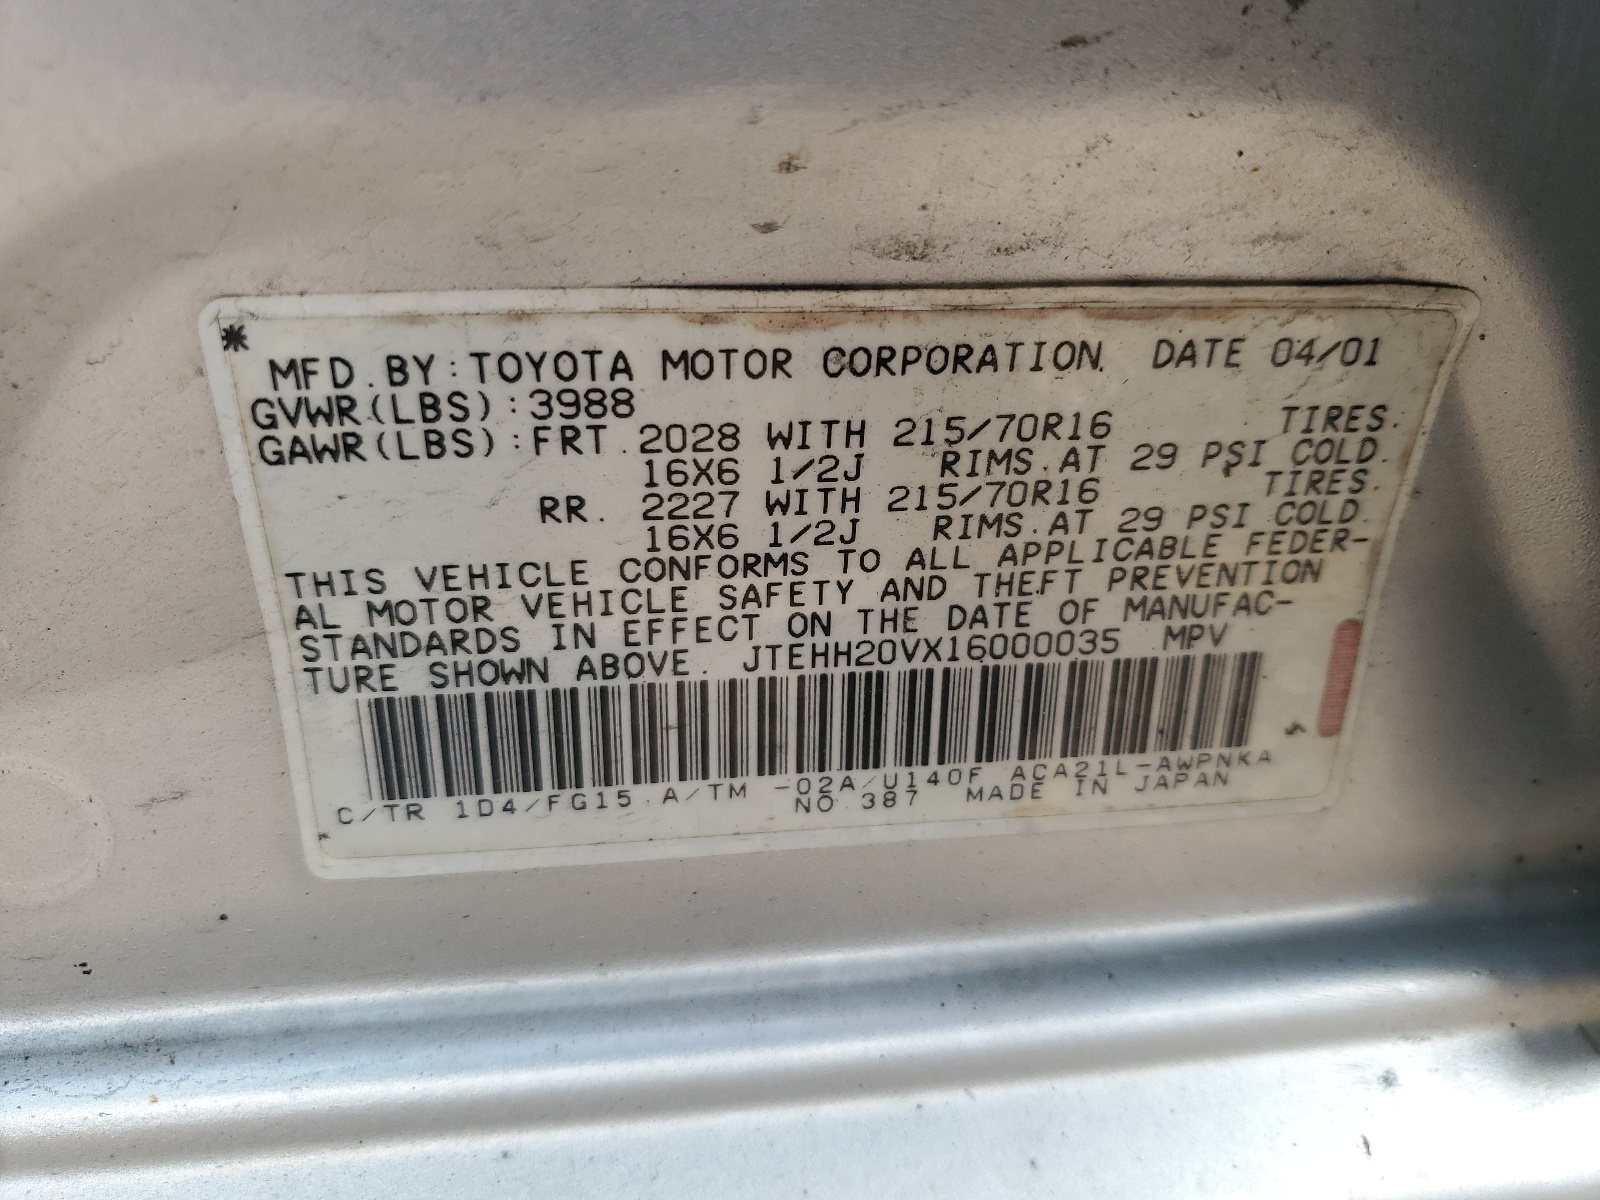 MFD. BY: TOYOTA MOTOR CORPORATION. DATE 04/01
GVWR(LBS): 3988
GAWR(LBS): FRT. 2028 WITH 215/70R16 TIRES.
16X6 1/2J RIMS. AT 29 PSI COLD.
RR. 2227 WITH 215/70R16 TIRES.
16X6 1/2J RIMS. AT 29 PSI COLD.
THIS VEHICLE CONFORMS TO ALL APPLICABLE FEDER-
AL MOTOR VEHICLE SAFETY AND THEFT PREVENTION
STANDARDS IN EFFECT ON THE DATE OF MANUFAC-
TURE SHOWN ABOVE. JTEHH20VX16000035 MPV
C/TR 1D4/FG15 A/TM -02A/U140F ACA21L-AWPNKA
NO 387 MADE IN JAPAN